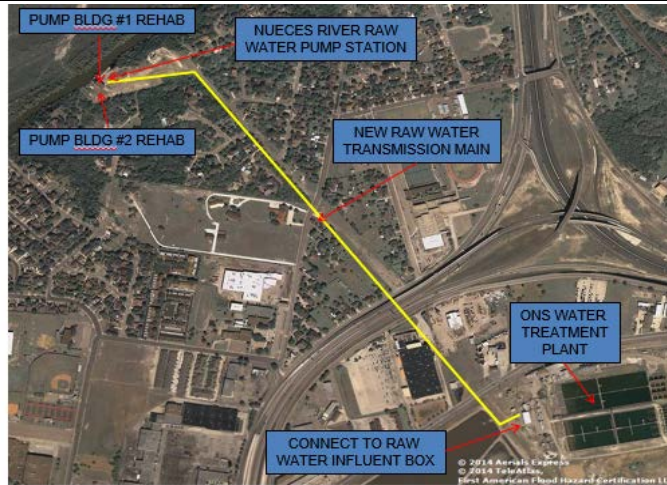 PUMP BLDG #1 REHAB
NUECES RIVER RAW
WATER PUMP STATION
PUMP BLDG #2 REHAB
NEW RAW WATER
TRANSMISSION MAIN
ONS WATER
TREATMENT
PLANT
CONNECT TO RAW
WATER INFLUENT BOX
© 2014 Aerials Express
© 2014 TeleAtlas,
First American Flood Hazard Certification LL